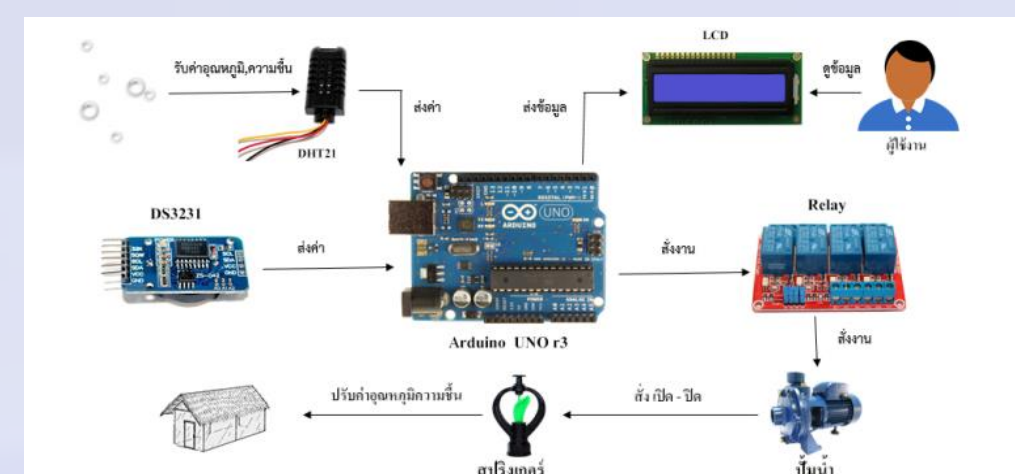 LCD
รับค่าอุณหภูมิ,ความชื้น
ส่งค่า
ส่งข้อมูล
ดูข้อมูล
DHT21
ผู้ใช้งาน
DS3231
Relay
ส่งค่า
สั่งงาน
ARDUINO
UNO
Arduino UNO r3
สั่งงาน
ปรับค่าอุณหภูมิความชื้น
สั่ง เปิด - ปิด
สปริงเกอร์
ปั้มน้ำ